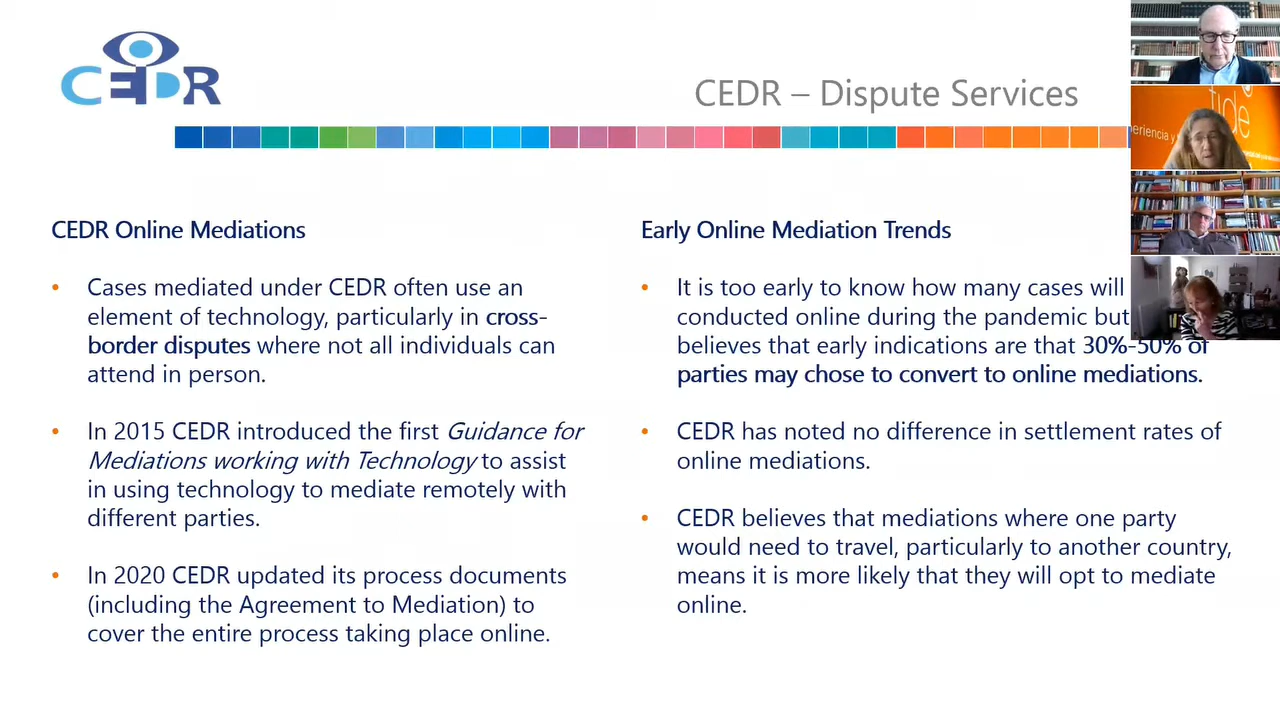 CEDR
CEDR – Dispute Services
CEDR Online Mediations
• Cases mediated under CEDR often use an
element of technology, particularly in cross-
border disputes where not all individuals can
attend in person.
• In 2015 CEDR introduced the first Guidance for
Mediations working with Technology to assist
in using technology to mediate remotely with
different parties.
• In 2020 CEDR updated its process documents
(including the Agreement to Mediation) to
cover the entire process taking place online.
Early Online Mediation Trends
• It is too early to know how many cases will
conducted online during the pandemic but
believes that early indications are that 30%-50% of
parties may chose to convert to online mediations.
• CEDR has noted no difference in settlement rates of
online mediations.
• CEDR believes that mediations where one party
would need to travel, particularly to another country,
means it is more likely that they will opt to mediate
online.
fide
periencia y